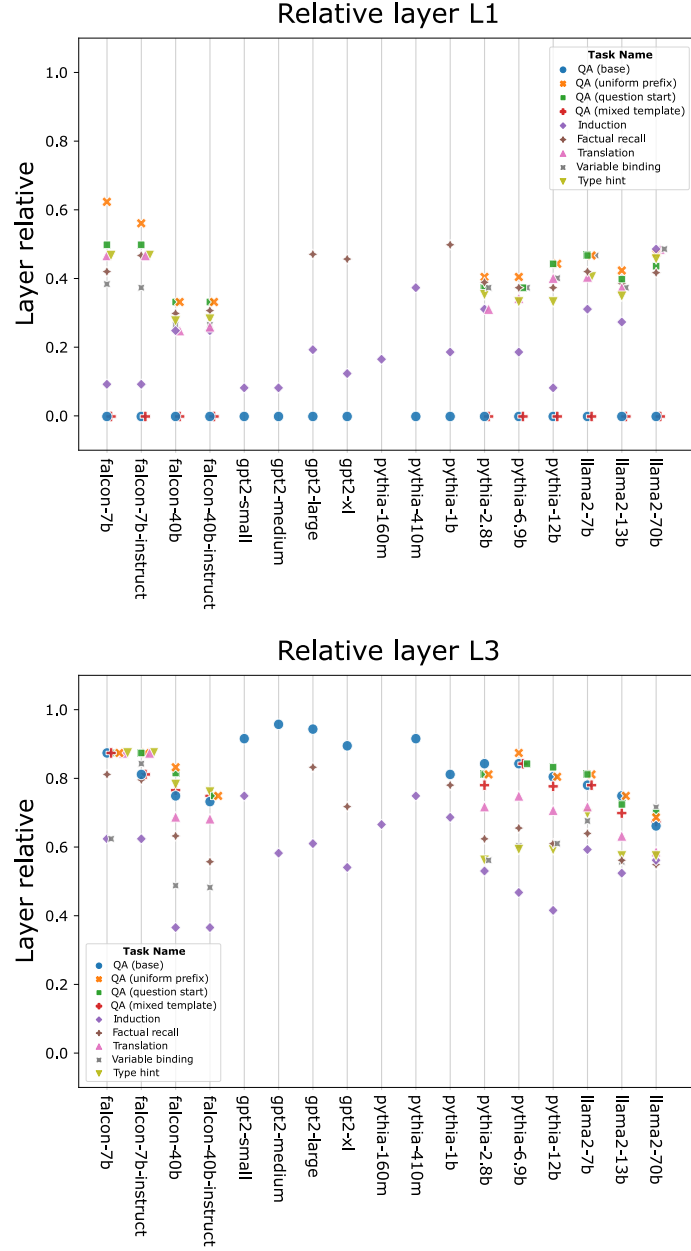 Relative layer L1
Layer relative
1.0
0.8
0.6
0.4
0.2
0.0
Task Name
QA (base)
QA (uniform prefix)
QA (question start)
QA (mixed template)
Induction
Factual recall
Translation
Variable binding
Type hint
falcon-7b
falcon-7b-instruct
falcon-40b
falcon-40b-instruct
gpt2-small
gpt2-medium
gpt2-large
gpt2-xl
pythia-160m
pythia-410m
pythia-1b
pythia-2.8b
pythia-6.9b
pythia-12b
llama2-7b
llama2-13b
llama2-70b
Relative layer L3
Layer relative
1.0
0.8
0.6
0.4
0.2
0.0
Task Name
QA (base)
QA (uniform prefix)
QA (question start)
QA (mixed template)
Induction
Factual recall
Translation
Variable binding
Type hint
falcon-7b
falcon-7b-instruct
falcon-40b
falcon-40b-instruct
gpt2-small
gpt2-medium
gpt2-large
gpt2-xl
pythia-160m
pythia-410m
pythia-1b
pythia-2.8b
pythia-6.9b
pythia-12b
llama2-7b
llama2-13b
llama2-70b